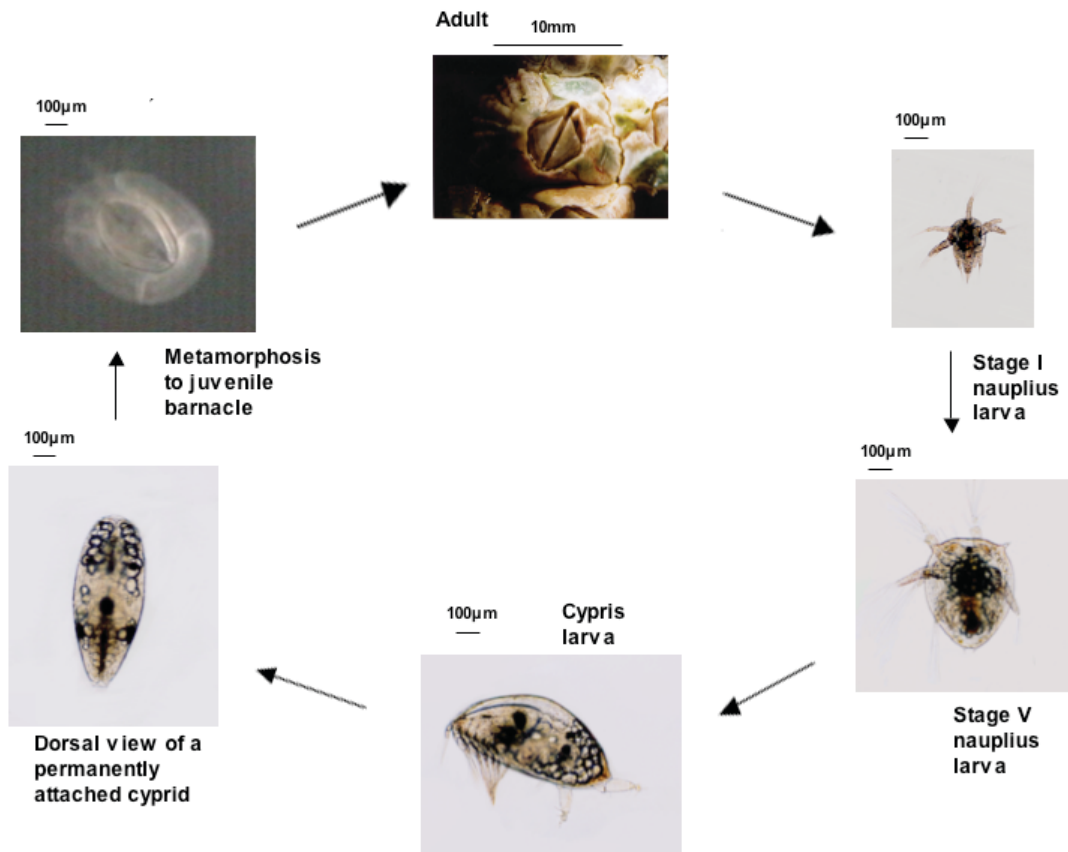 Adult
10mm
100µm
100µm
Stage I
nauplius
larva
100µm
Stage V
nauplius
larva
100µm
Cypris
larva
100µm
Dorsal view of a
permanently
attached cyprid
Metamorphosis
to juvenile
barnacle